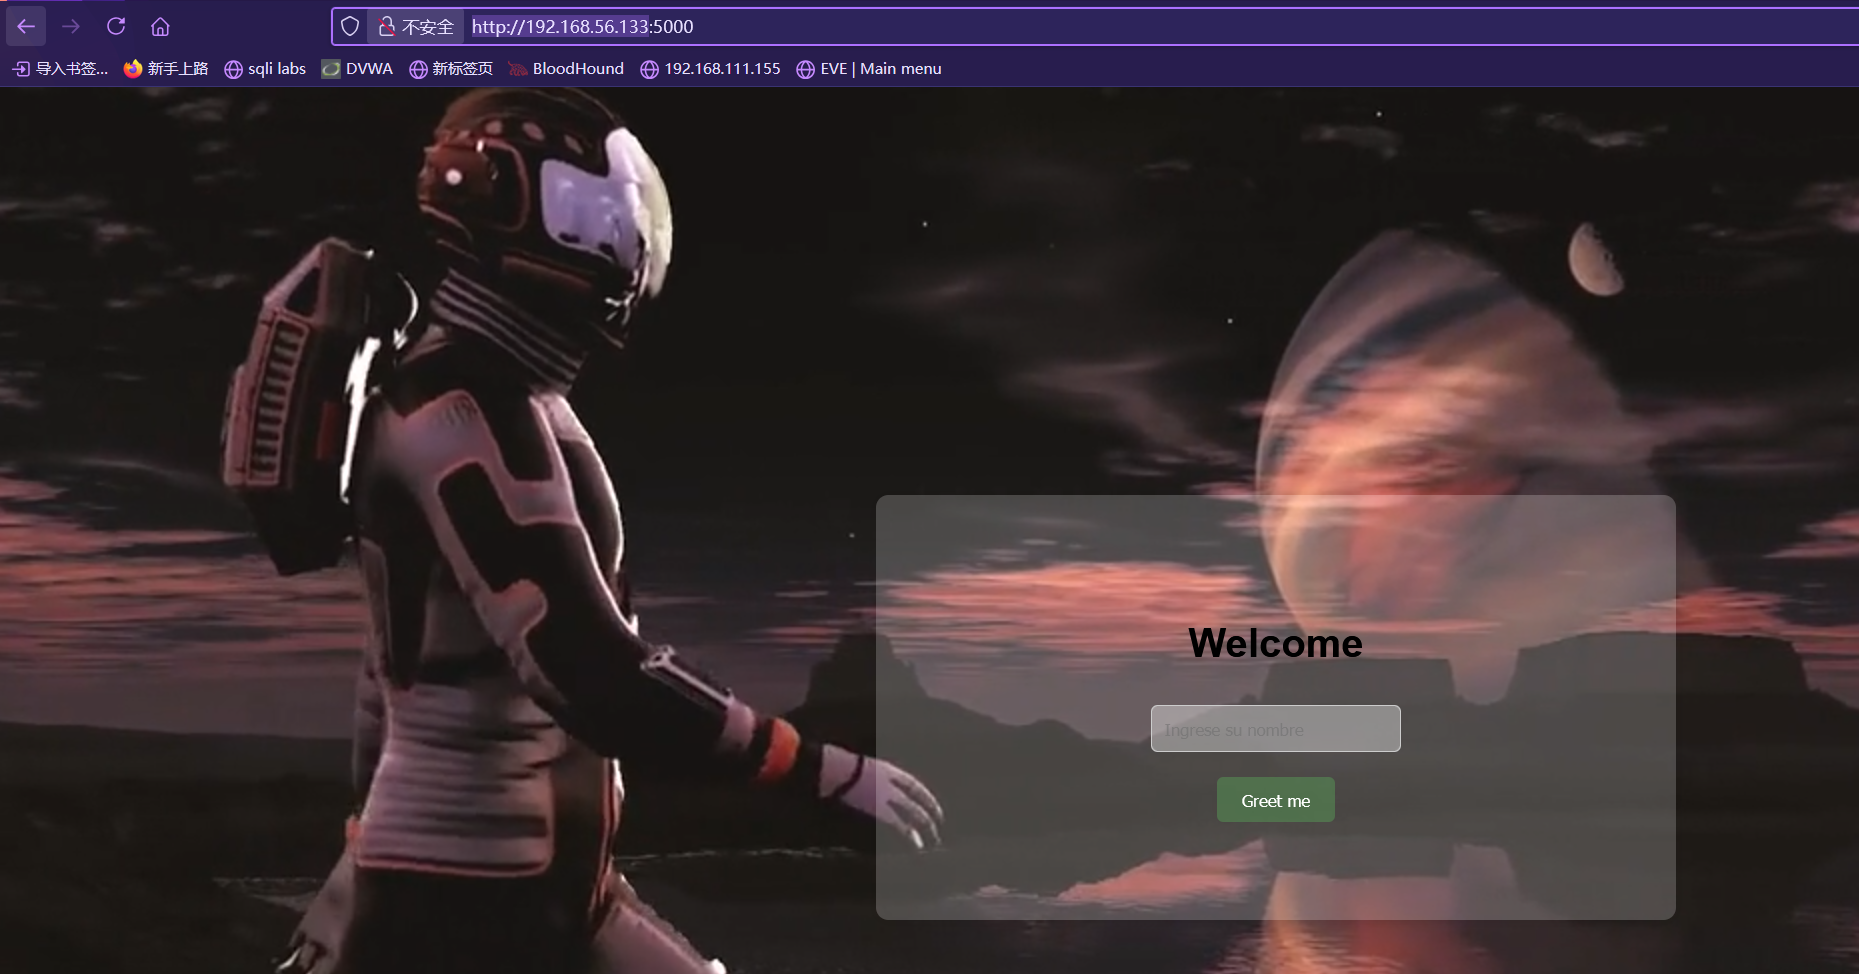 不安全 http://192.168.56.133:5000
导入书签... 新手上路 sqli labs DVWA 新标签页 BloodHound 192.168.111.155 EVE | Main menu
Welcome
Ingrese su nombre
Greet me